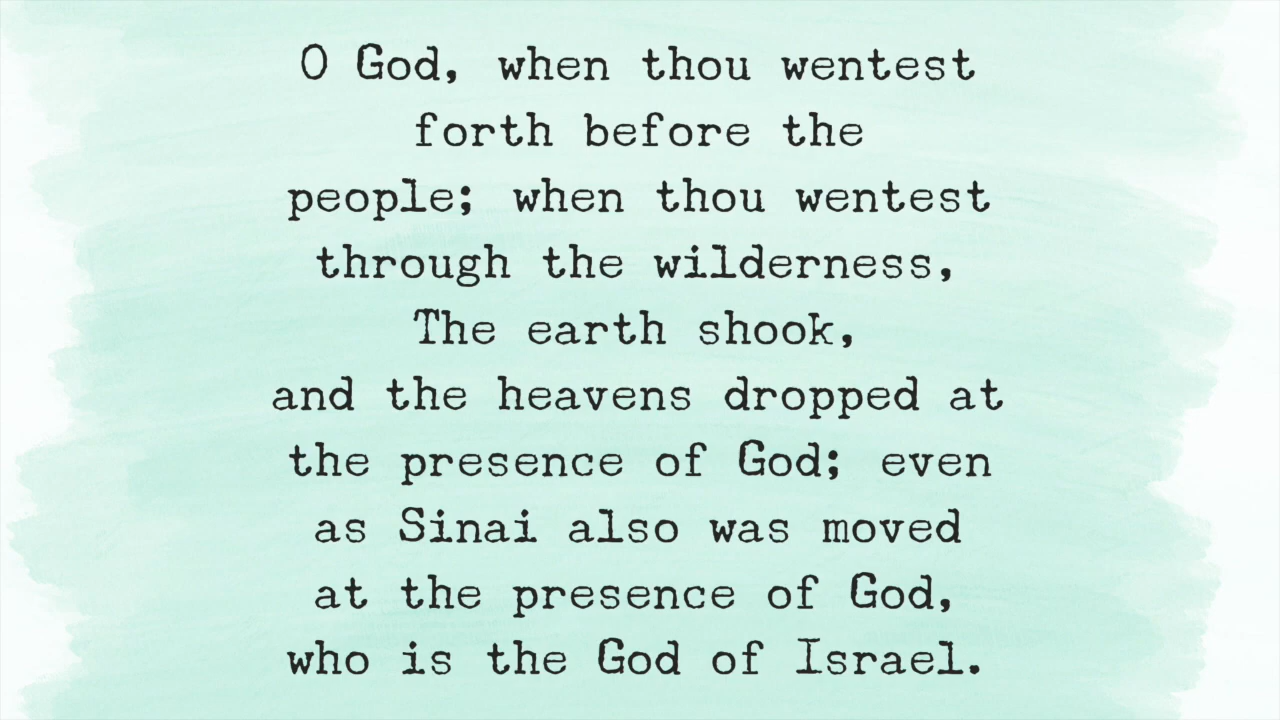 O God, when thou wentest
forth before the
people; when thou wentest
through the wilderness,
The earth shook,
and the heavens dropped at
the presence of God; even
as Sinai also was moved
at the presence of God,
who is the God of Israel.